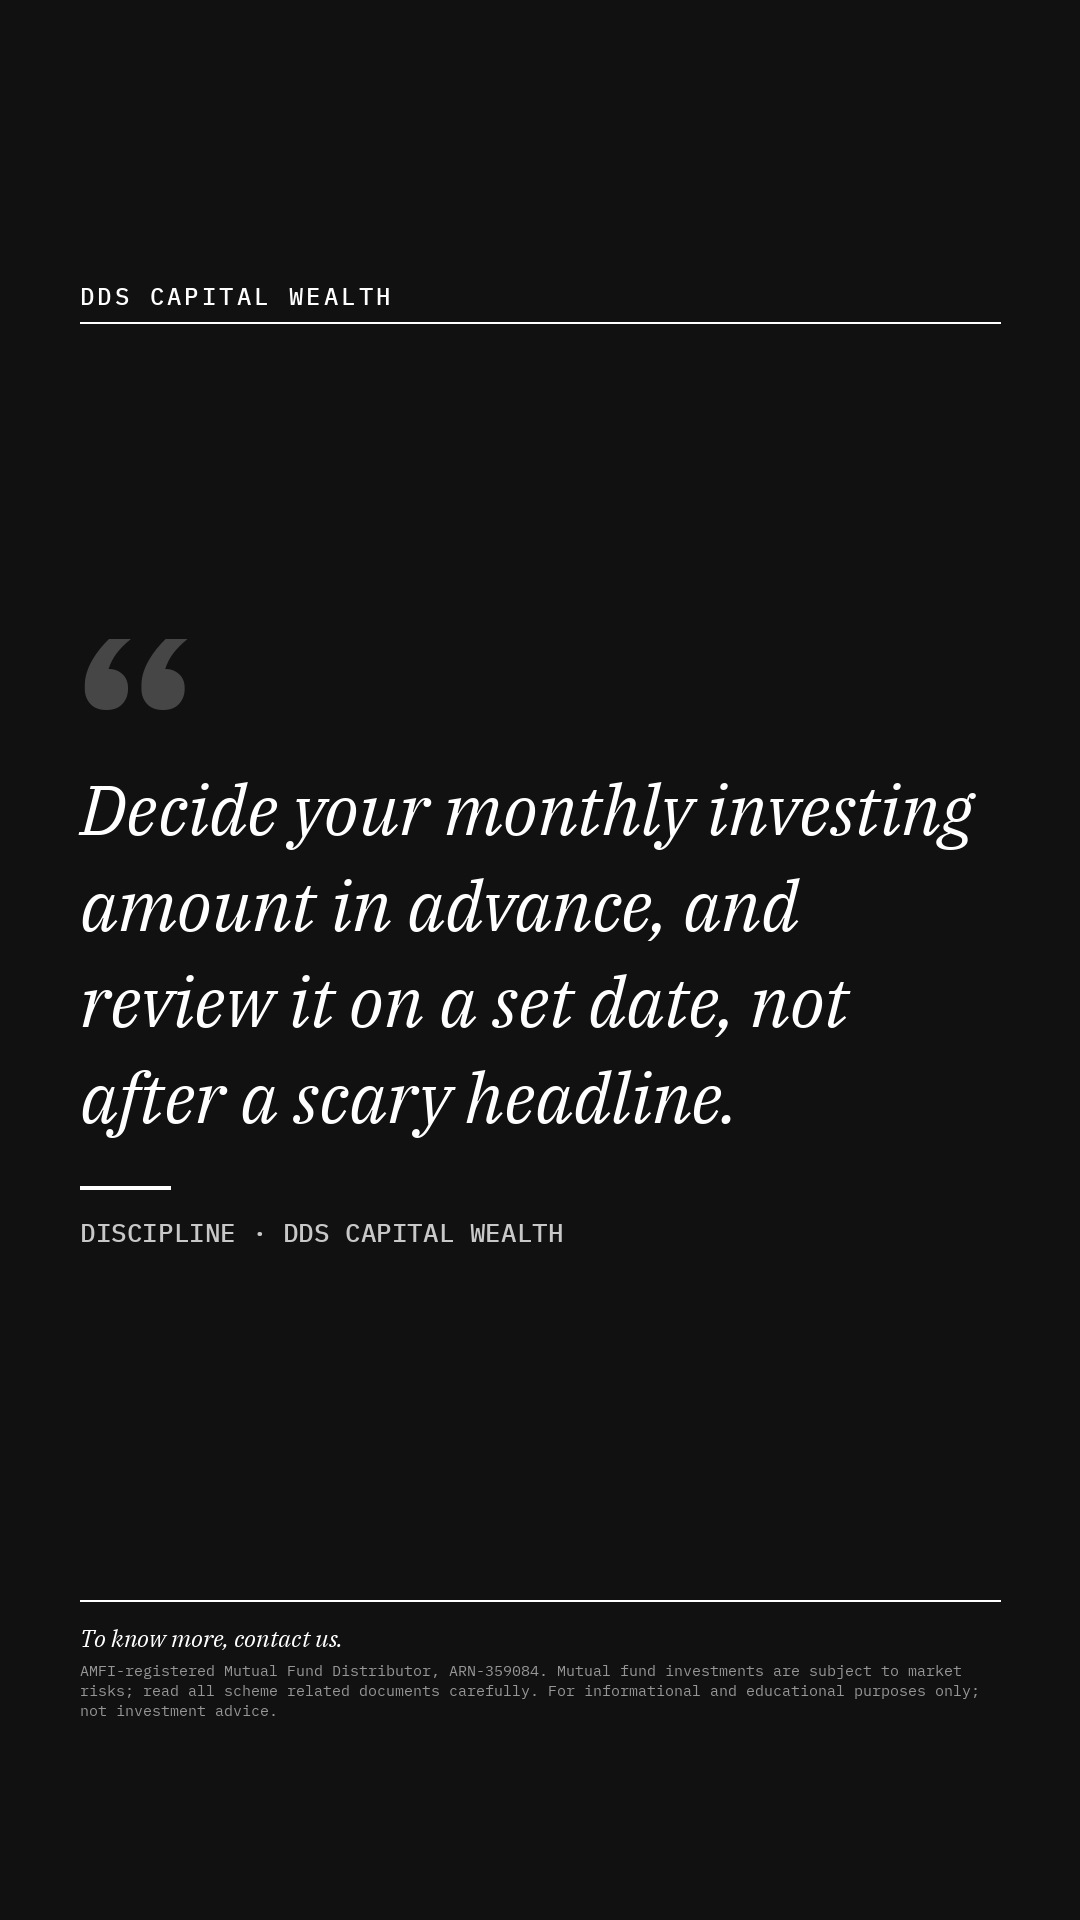 DDS CAPITAL WEALTH
“
Decide your monthly investing
amount in advance, and
review it on a set date, not
after a scary headline.
DISCIPLINE · DDS CAPITAL WEALTH
To know more, contact us.
AMFI-registered Mutual Fund Distributor, ARN-359084. Mutual fund investments are subject to market
risks; read all scheme related documents carefully. For informational and educational purposes only;
not investment advice.